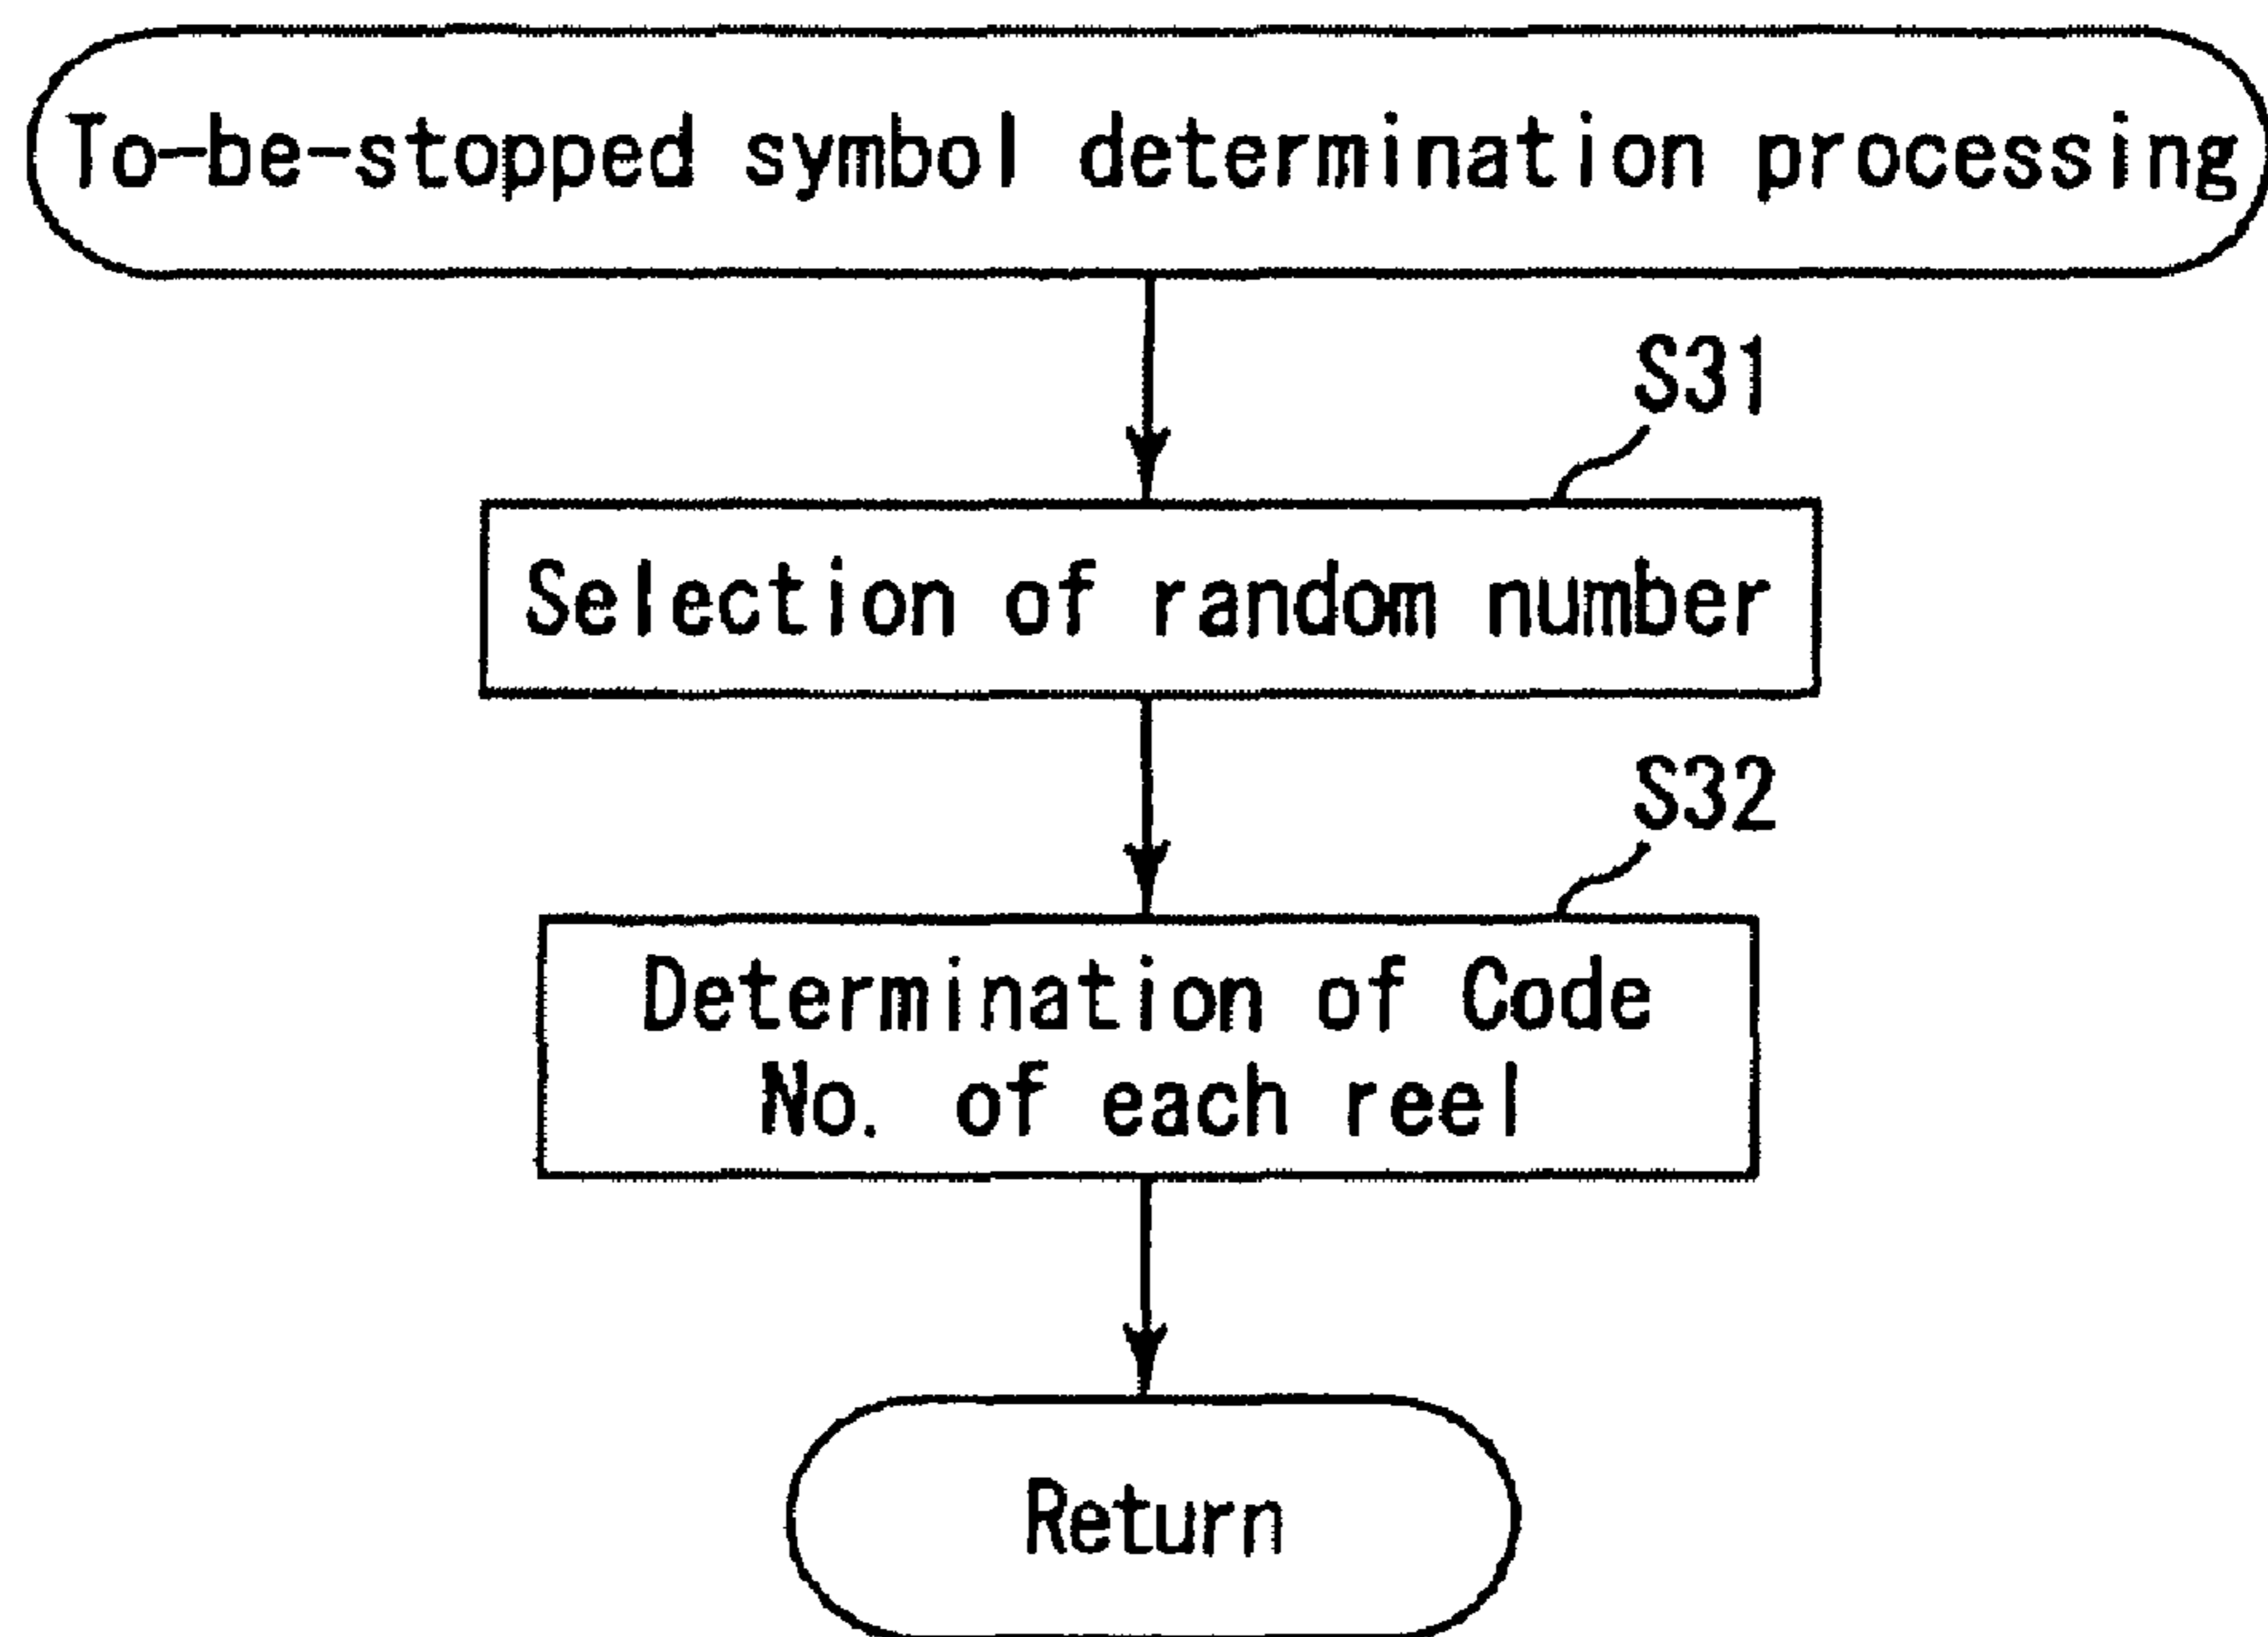 To-be-stopped symbol determination processing
S31
Selection of random number
S32
Determination of Code
No. of each reel
Return